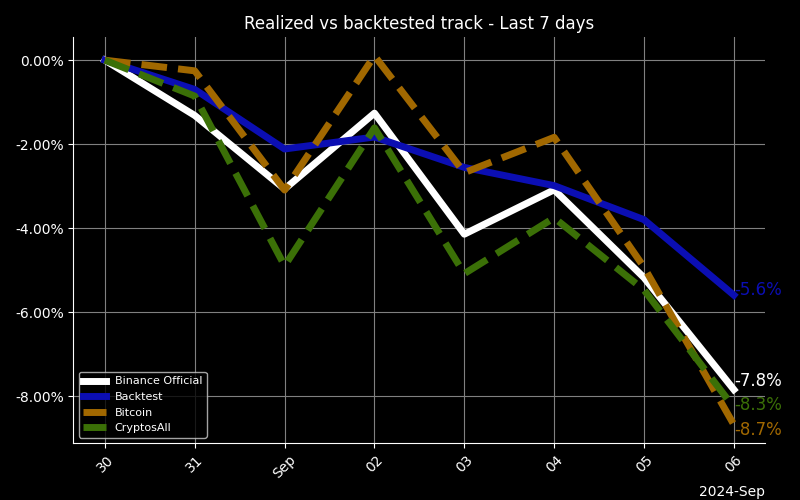 Realized vs backtested track - Last 7 days
0.00%
-2.00%
-4.00%
-6.00%
-8.00%
-5.6%
-7.8%
-8.3%
-8.7%
Binance Official
Backtest
Bitcoin
CryptosAll
30
31
Sep
02
03
04
05
06
2024-Sep